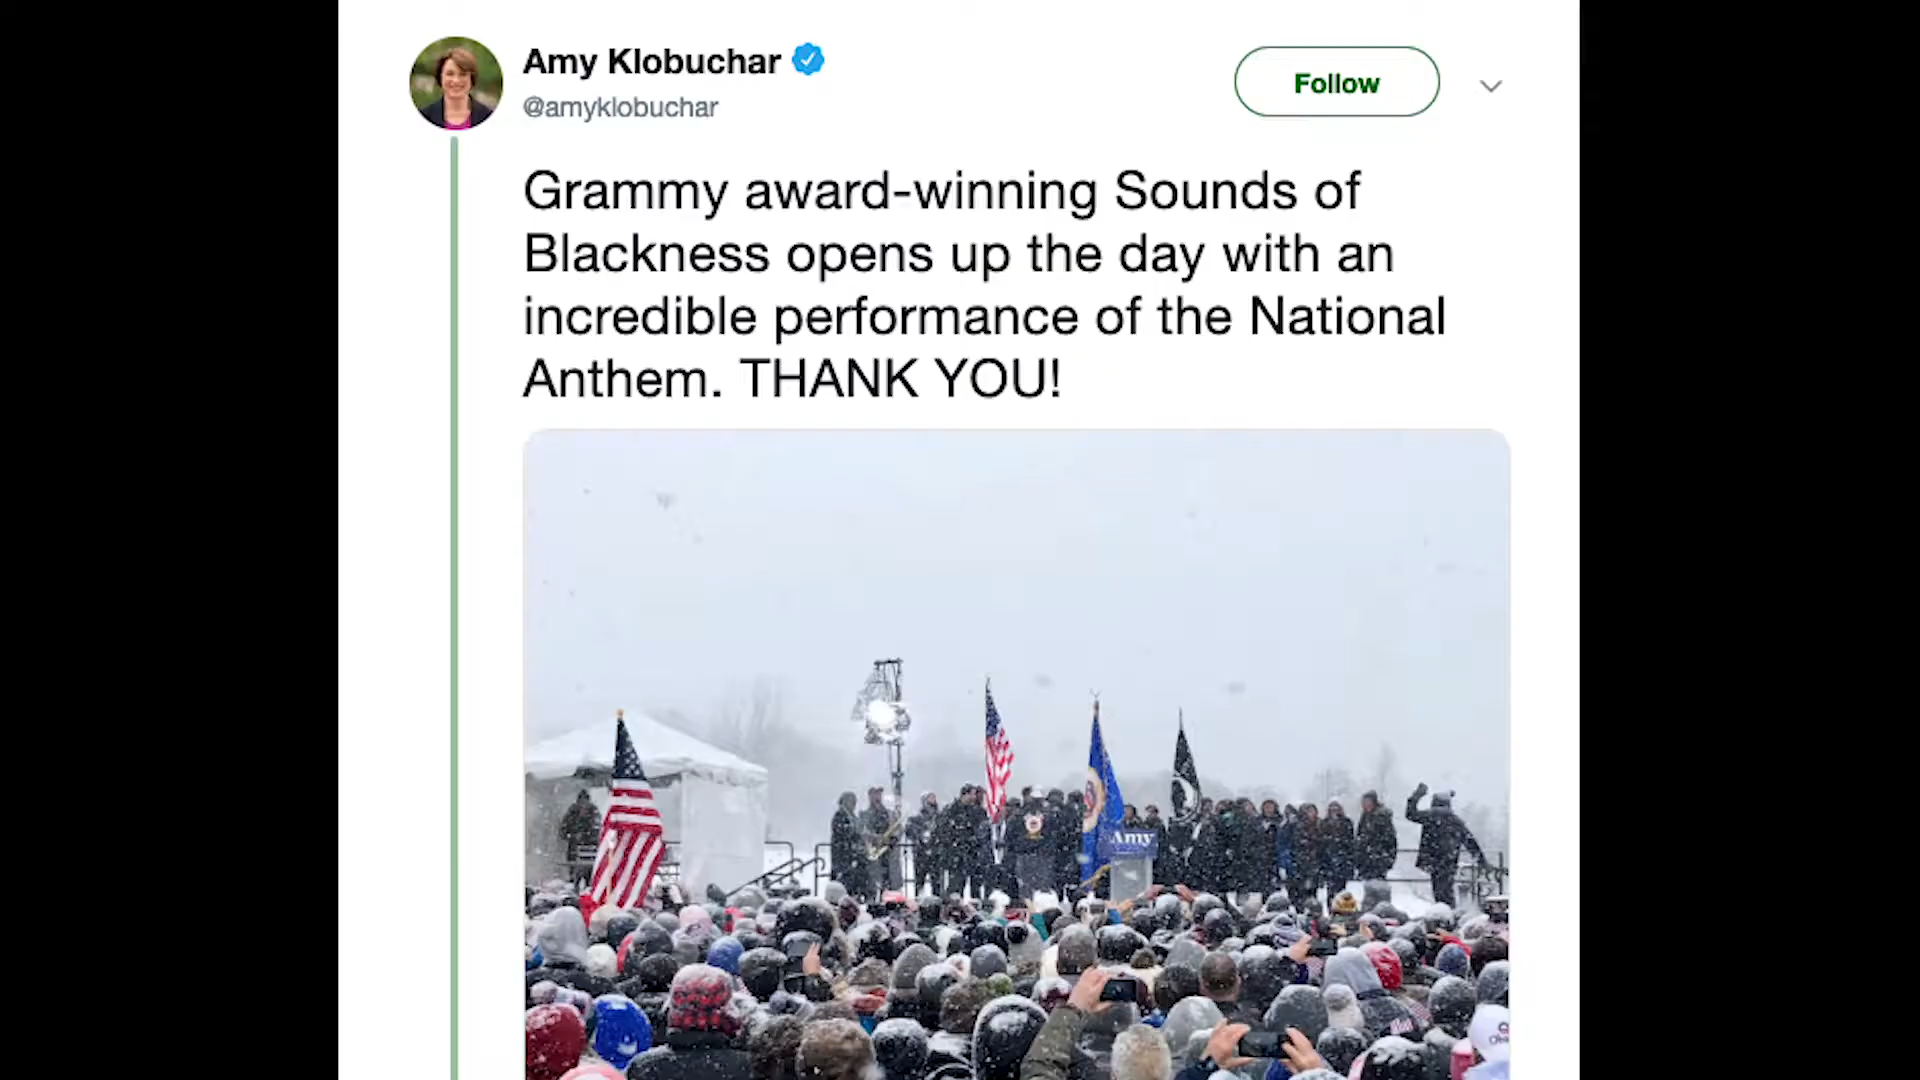 Amy Klobuchar
@amyklobuchar
Follow
Grammy award-winning Sounds of
Blackness opens up the day with an
incredible performance of the National
Anthem. THANK YOU!
Amy